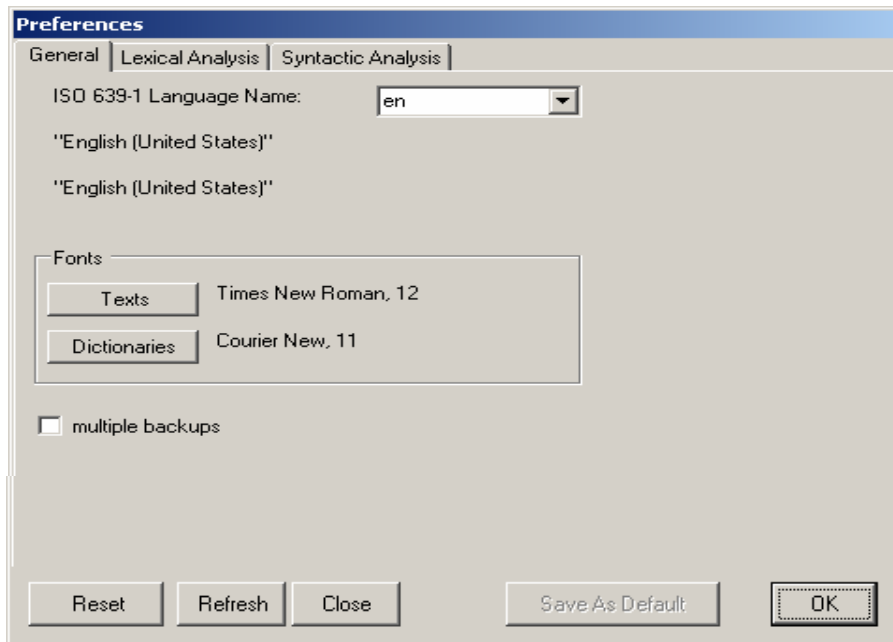 Preferences
General Lexical Analysis Syntactic Analysis
ISO 639-1 Language Name: en
"English (United States)"
"English (United States)"
Fonts
Texts Times New Roman, 12
Dictionaries Courier New, 11
multiple backups
Reset Refresh Close Save As Default OK